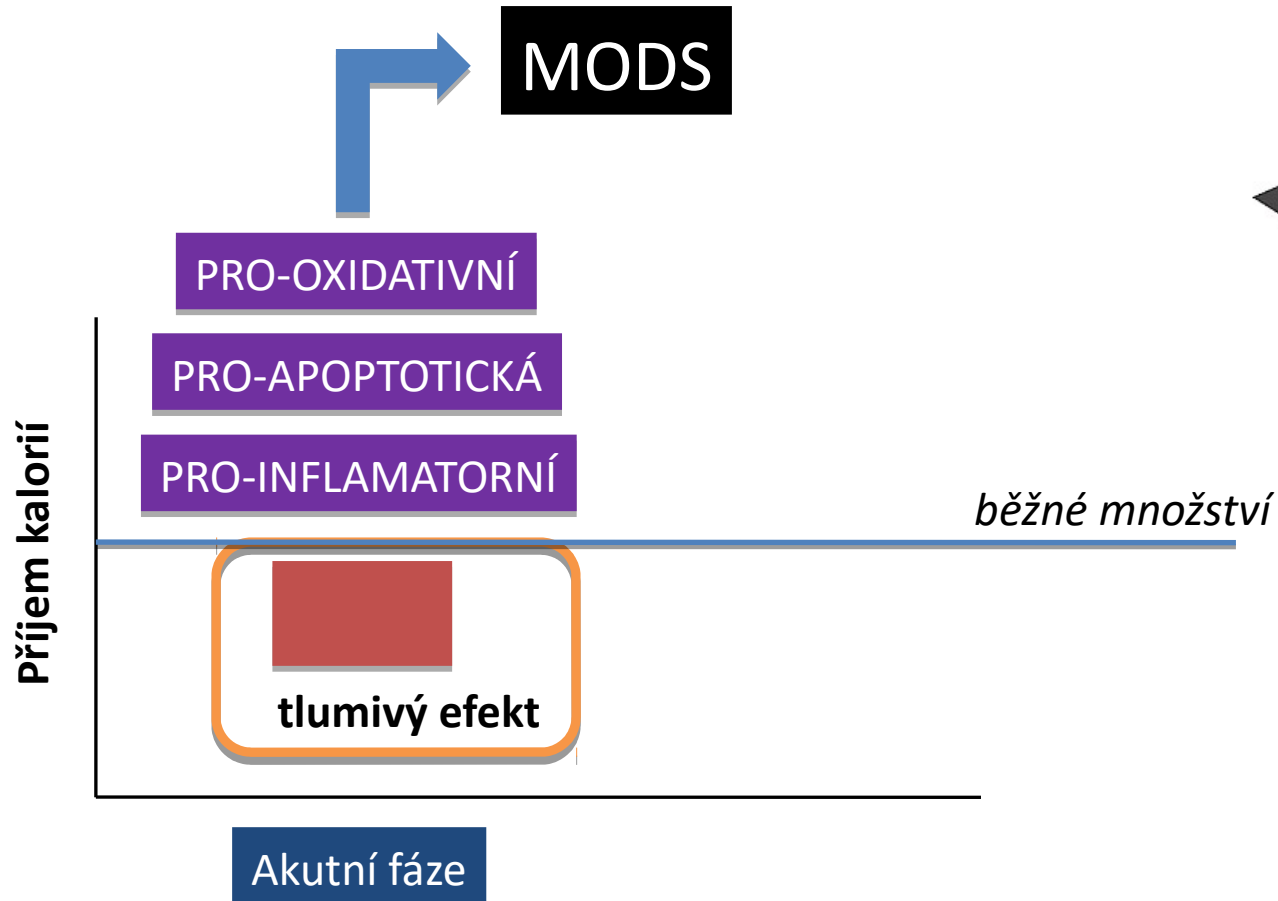 MODS
PRO-OXIDATIVNÍ
PRO-APOPTOTICKÁ
PRO-INFLAMATORNÍ
Příjem kalorií
běžné množství
tlumivý efekt
Akutní fáze